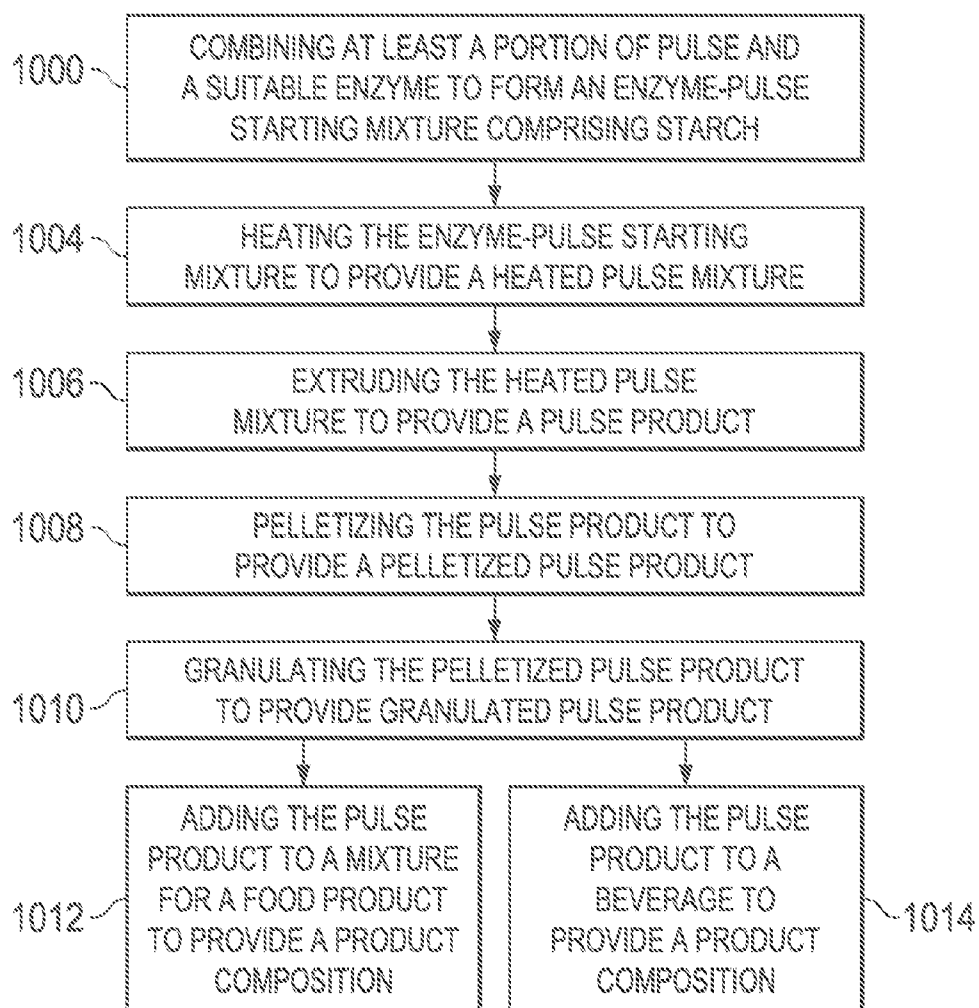 1000
COMBINING AT LEAST A PORTION OF PULSE AND
A SUITABLE ENZYME TO FORM AN ENZYME-PULSE
STARTING MIXTURE COMPRISING STARCH
1004
HEATING THE ENZYME-PULSE STARTING
MIXTURE TO PROVIDE A HEATED PULSE MIXTURE
1006
EXTRUDING THE HEATED PULSE
MIXTURE TO PROVIDE A PULSE PRODUCT
1008
PELLETIZING THE PULSE PRODUCT TO
PROVIDE A PELLETIZED PULSE PRODUCT
1010
GRANULATING THE PELLETIZED PULSE PRODUCT
TO PROVIDE GRANULATED PULSE PRODUCT
1012
ADDING THE PULSE
PRODUCT TO A MIXTURE
FOR A FOOD PRODUCT
TO PROVIDE A PRODUCT
COMPOSITION
ADDING THE PULSE
PRODUCT TO A
BEVERAGE TO
PROVIDE A PRODUCT
COMPOSITION
1014